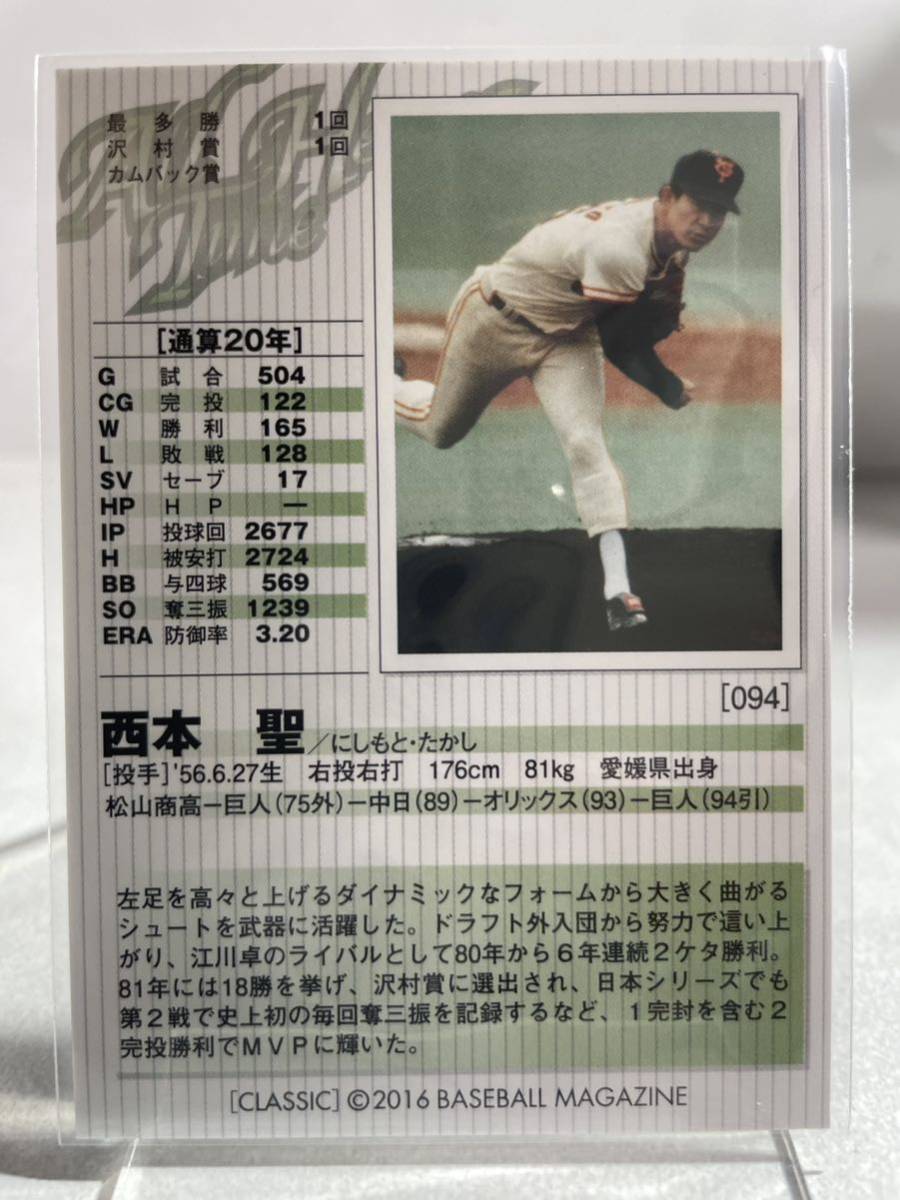 最多勝 1回
沢村賞 1回
カムバック賞
[通算20年]
G 試合 504
CG 完投 122
W 勝利 165
L 敗戦 128
SV セーブ 17
HP HP —
IP 投球回 2677
H 被安打 2724
BB 与四球 569
SO 奪三振 1239
ERA 防御率 3.20
[094]
西本 聖/にしもと・たかし
[投手]'56.6.27生 右投右打 176cm 81kg 愛媛県出身
松山商高ー巨人(75外)ー中日(89)ーオリックス(93)ー巨人(94引)
左足を高々と上げるダイナミックなフォームから大きく曲がる
シュートを武器に活躍した。ドラフト外入団から努力で這い上
がり、江川卓のライバルとして80年から6年連続2ケタ勝利。
81年には18勝を挙げ、沢村賞に選出され、日本シリーズでも
第2戦で史上初の毎回奪三振を記録するなど、1完封を含む2
完投勝利でMVPに輝いた。
[CLASSIC] ©2016 BASEBALL MAGAZINE